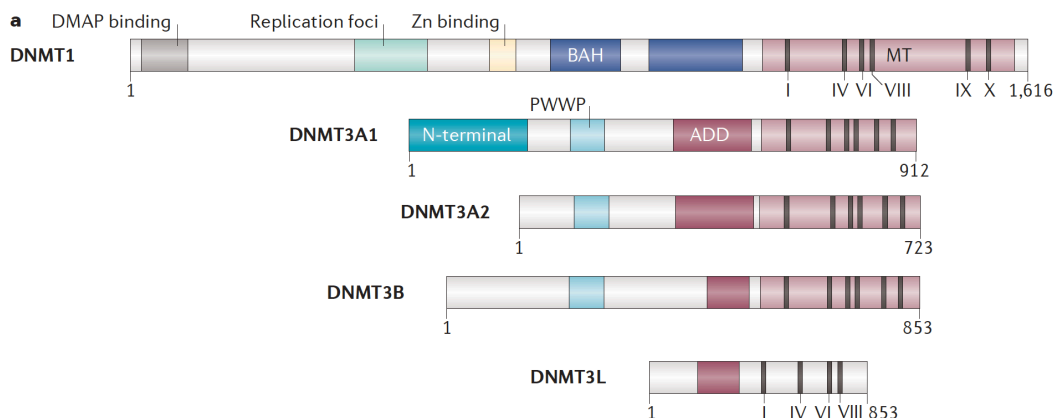 a
DMAP binding Replication foci Zn binding
DNMT1 BAH MT
1 I IV VI VIII IX X 1,616
PWWP
DNMT3A1 N-terminal ADD
1 912
DNMT3A2
1 723
DNMT3B
1 853
DNMT3L
1 I IV VI VIII 853